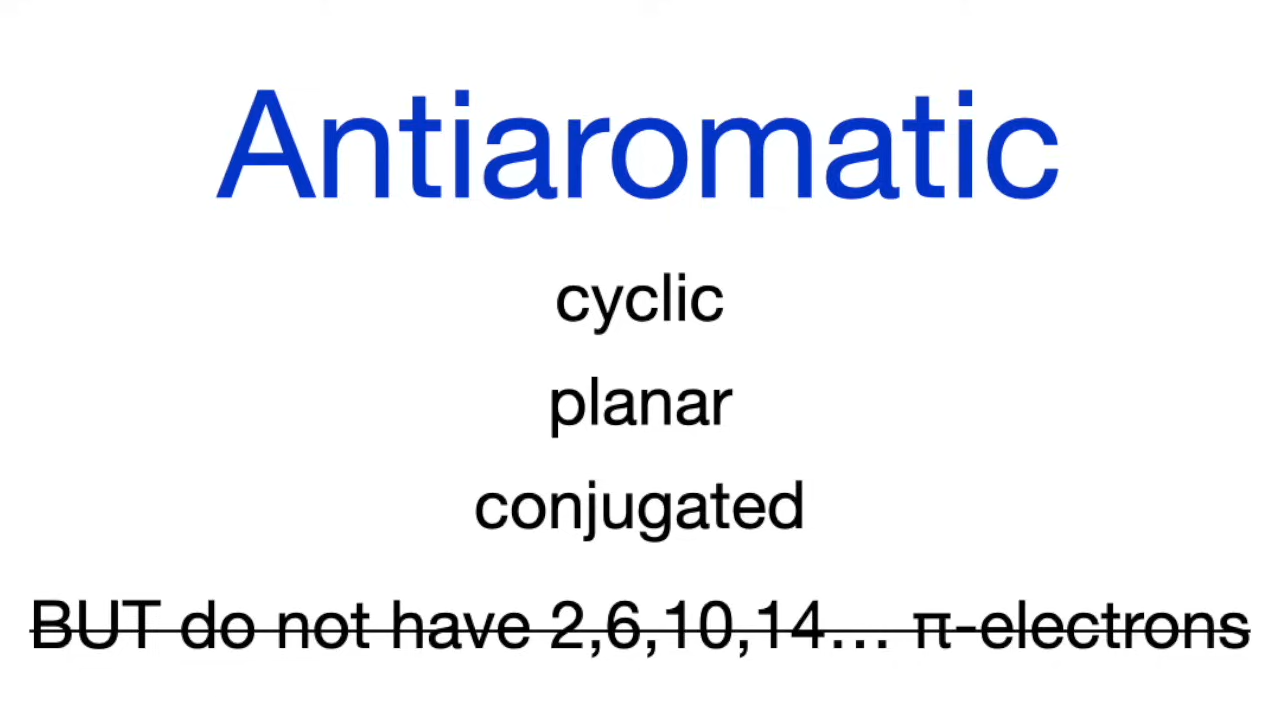 Antiaromatic
cyclic
planar
conjugated
BUT do not have 2,6,10,14... π-electrons